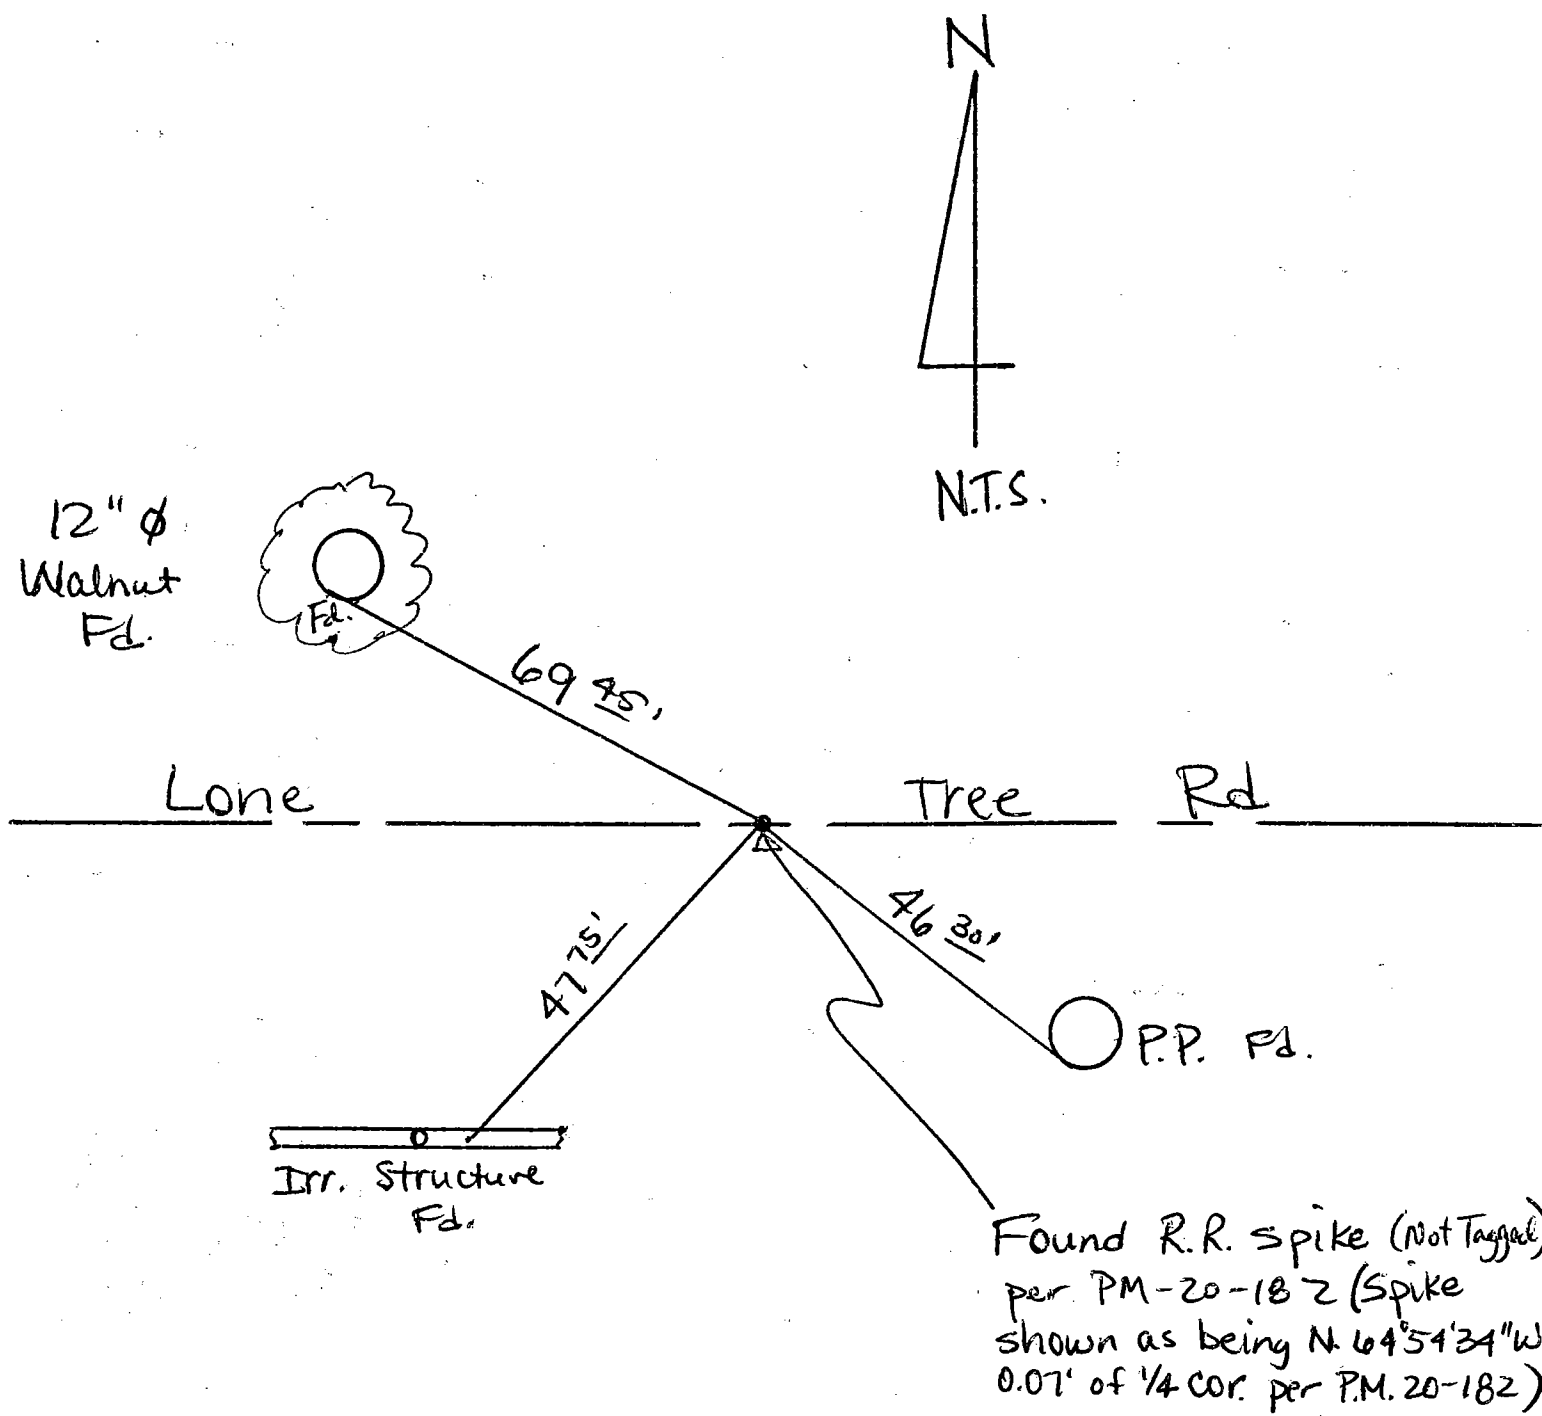 N
N.T.S.
12" ø
Walnut
Fd.
Fd.
69 45'
Lone Tree Rd
47 75'
46 30'
P.P. Fd.
Irr. Structure
Fd.
Found R.R. Spike (Not Tagged)
per PM-20-182 (Spike
shown as being N. 64°54'34"W
0.07' of 1/4 cor. per P.M. 20-182)